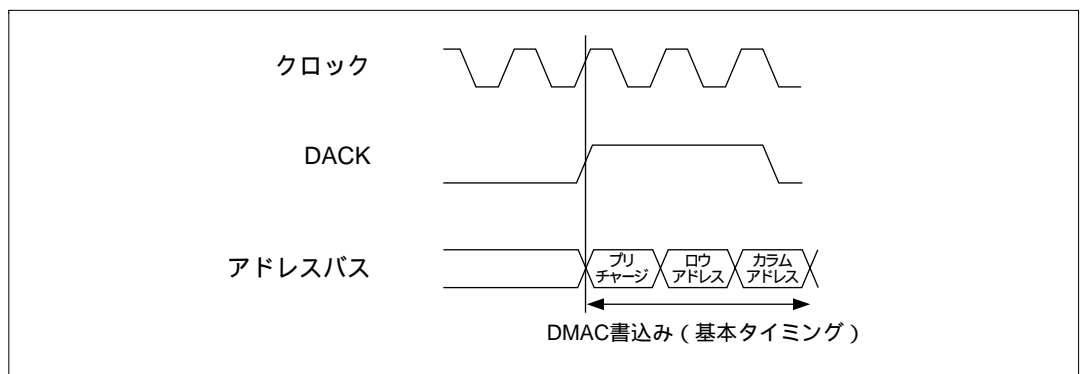 クロック
DACK
アドレスバス
プリ
チャージ
ロウ
アドレス
カラム
アドレス
DMAC書込み(基本タイミング)